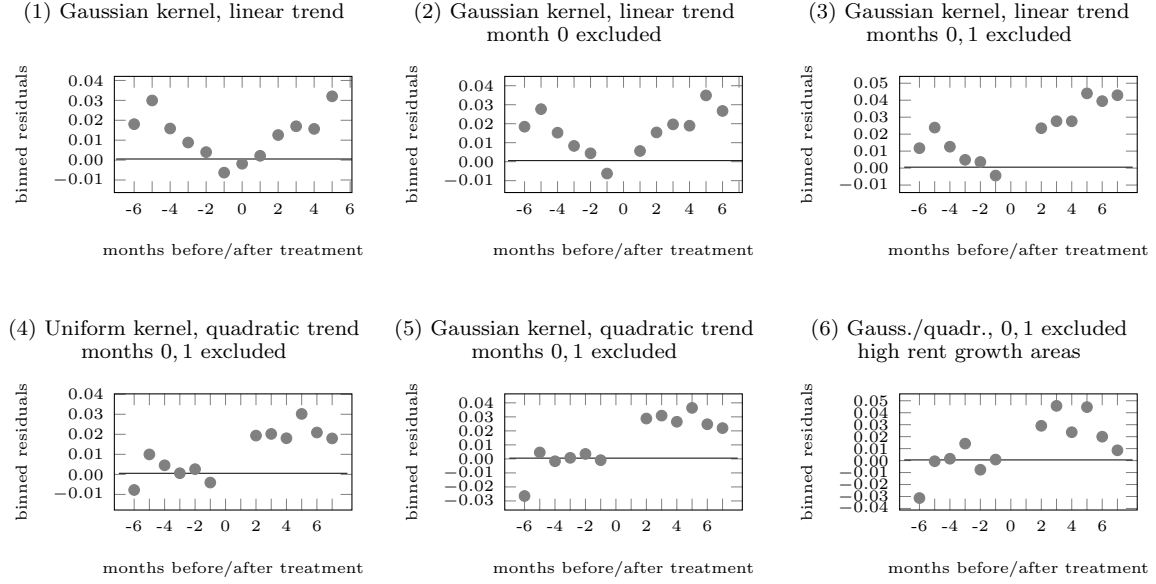 (1) Gaussian kernel, linear trend
binned residuals
0.04
0.03
0.02
0.01
0.00
−0.01
-6 -4 -2 0 2 4 6
months before/after treatment
(2) Gaussian kernel, linear trend
month 0 excluded
binned residuals
0.04
0.03
0.02
0.01
0.00
−0.01
-6 -4 -2 0 2 4 6
months before/after treatment
(3) Gaussian kernel, linear trend
months 0, 1 excluded
binned residuals
0.05
0.04
0.03
0.02
0.01
0.00
−0.01
-6 -4 -2 0 2 4 6
months before/after treatment
(4) Uniform kernel, quadratic trend
months 0, 1 excluded
binned residuals
0.04
0.03
0.02
0.01
0.00
−0.01
-6 -4 -2 0 2 4 6
months before/after treatment
(5) Gaussian kernel, quadratic trend
months 0, 1 excluded
binned residuals
0.04
0.03
0.02
0.01
0.00
−0.01
−0.02
−0.03
-6 -4 -2 0 2 4 6
months before/after treatment
(6) Gauss./quadr., 0, 1 excluded
high rent growth areas
binned residuals
0.05
0.04
0.03
0.02
0.01
0.00
−0.01
−0.02
−0.03
−0.04
-6 -4 -2 0 2 4 6
months before/after treatment